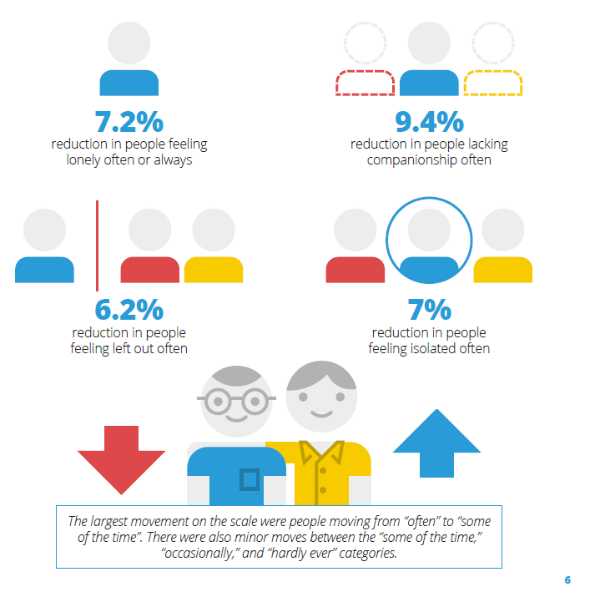 7.2%
reduction in people feeling
lonely often or always
9.4%
reduction in people lacking
companionship often
6.2%
reduction in people
feeling left out often
7%
reduction in people
feeling isolated often
The largest movement on the scale were people moving from “often” to “some
of the time”. There were also minor moves between the “some of the time,”
“occasionally,” and “hardly ever” categories.
6